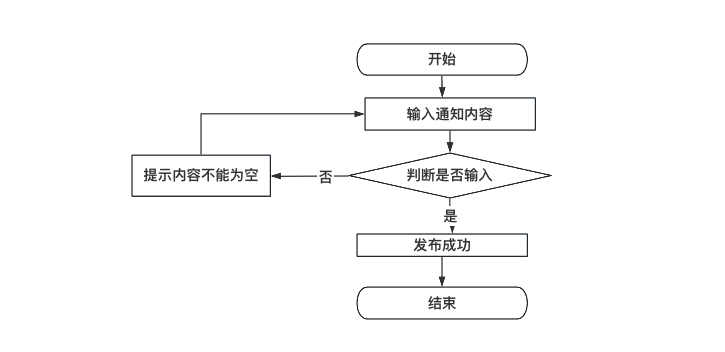 开始
输入通知内容
提示内容不能为空
否
判断是否输入
是
发布成功
结束